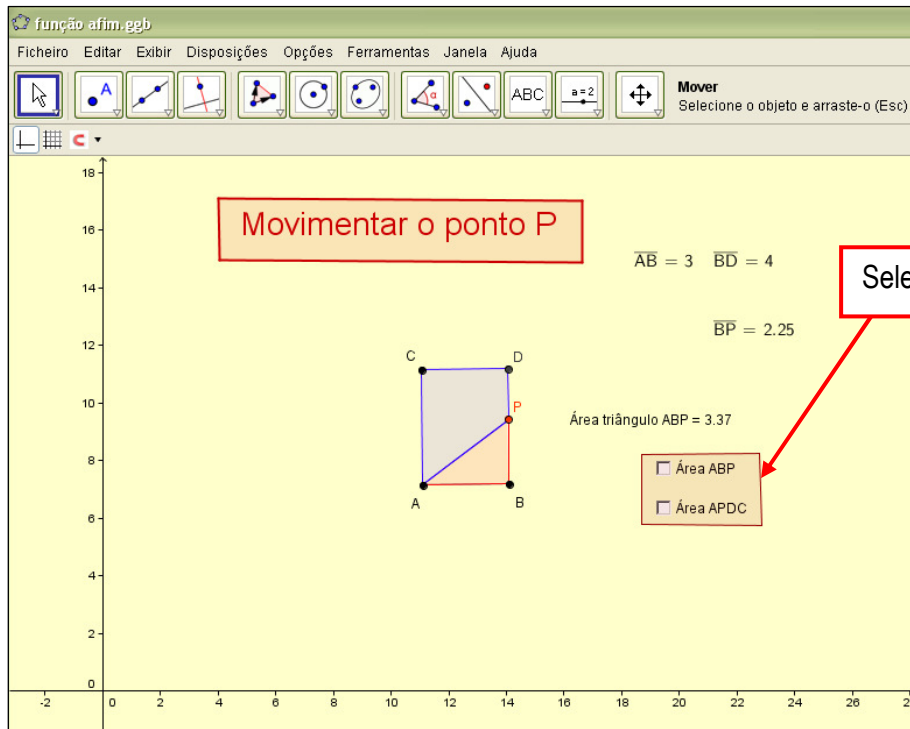 função afim.ggb
Ficheiro Editar Exibir Disposições Opções Ferramentas Janela Ajuda
A
α
ABC
a=2
Mover
Selecione o objeto e arraste-o (Esc)
18
Movimentar o ponto P
16
AB = 3 BD = 4
14
Sele
BP = 2.25
12
C
D
10
P
Área triângulo ABP = 3.37
8
Área ABP
A
B
Área APDC
6
4
2
0
-2 0 2 4 6 8 10 12 14 16 18 20 22 24 26 2